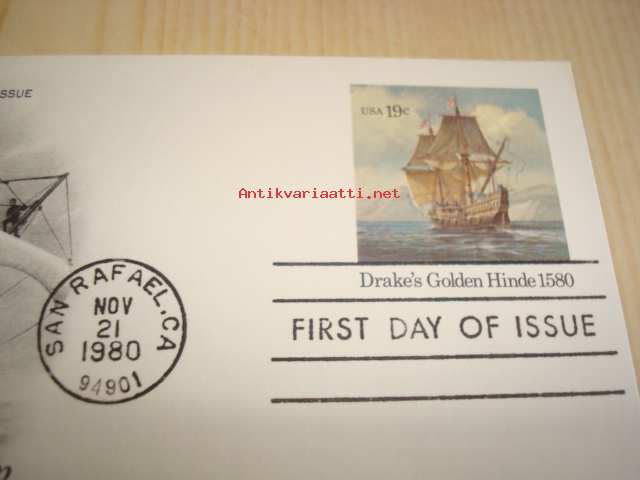 ISSUE
USA 19c
Antikvariaatti.net
Drake's Golden Hinde 1580
SAN RAFAEL, CA
NOV
21
1980
94901
FIRST DAY OF ISSUE